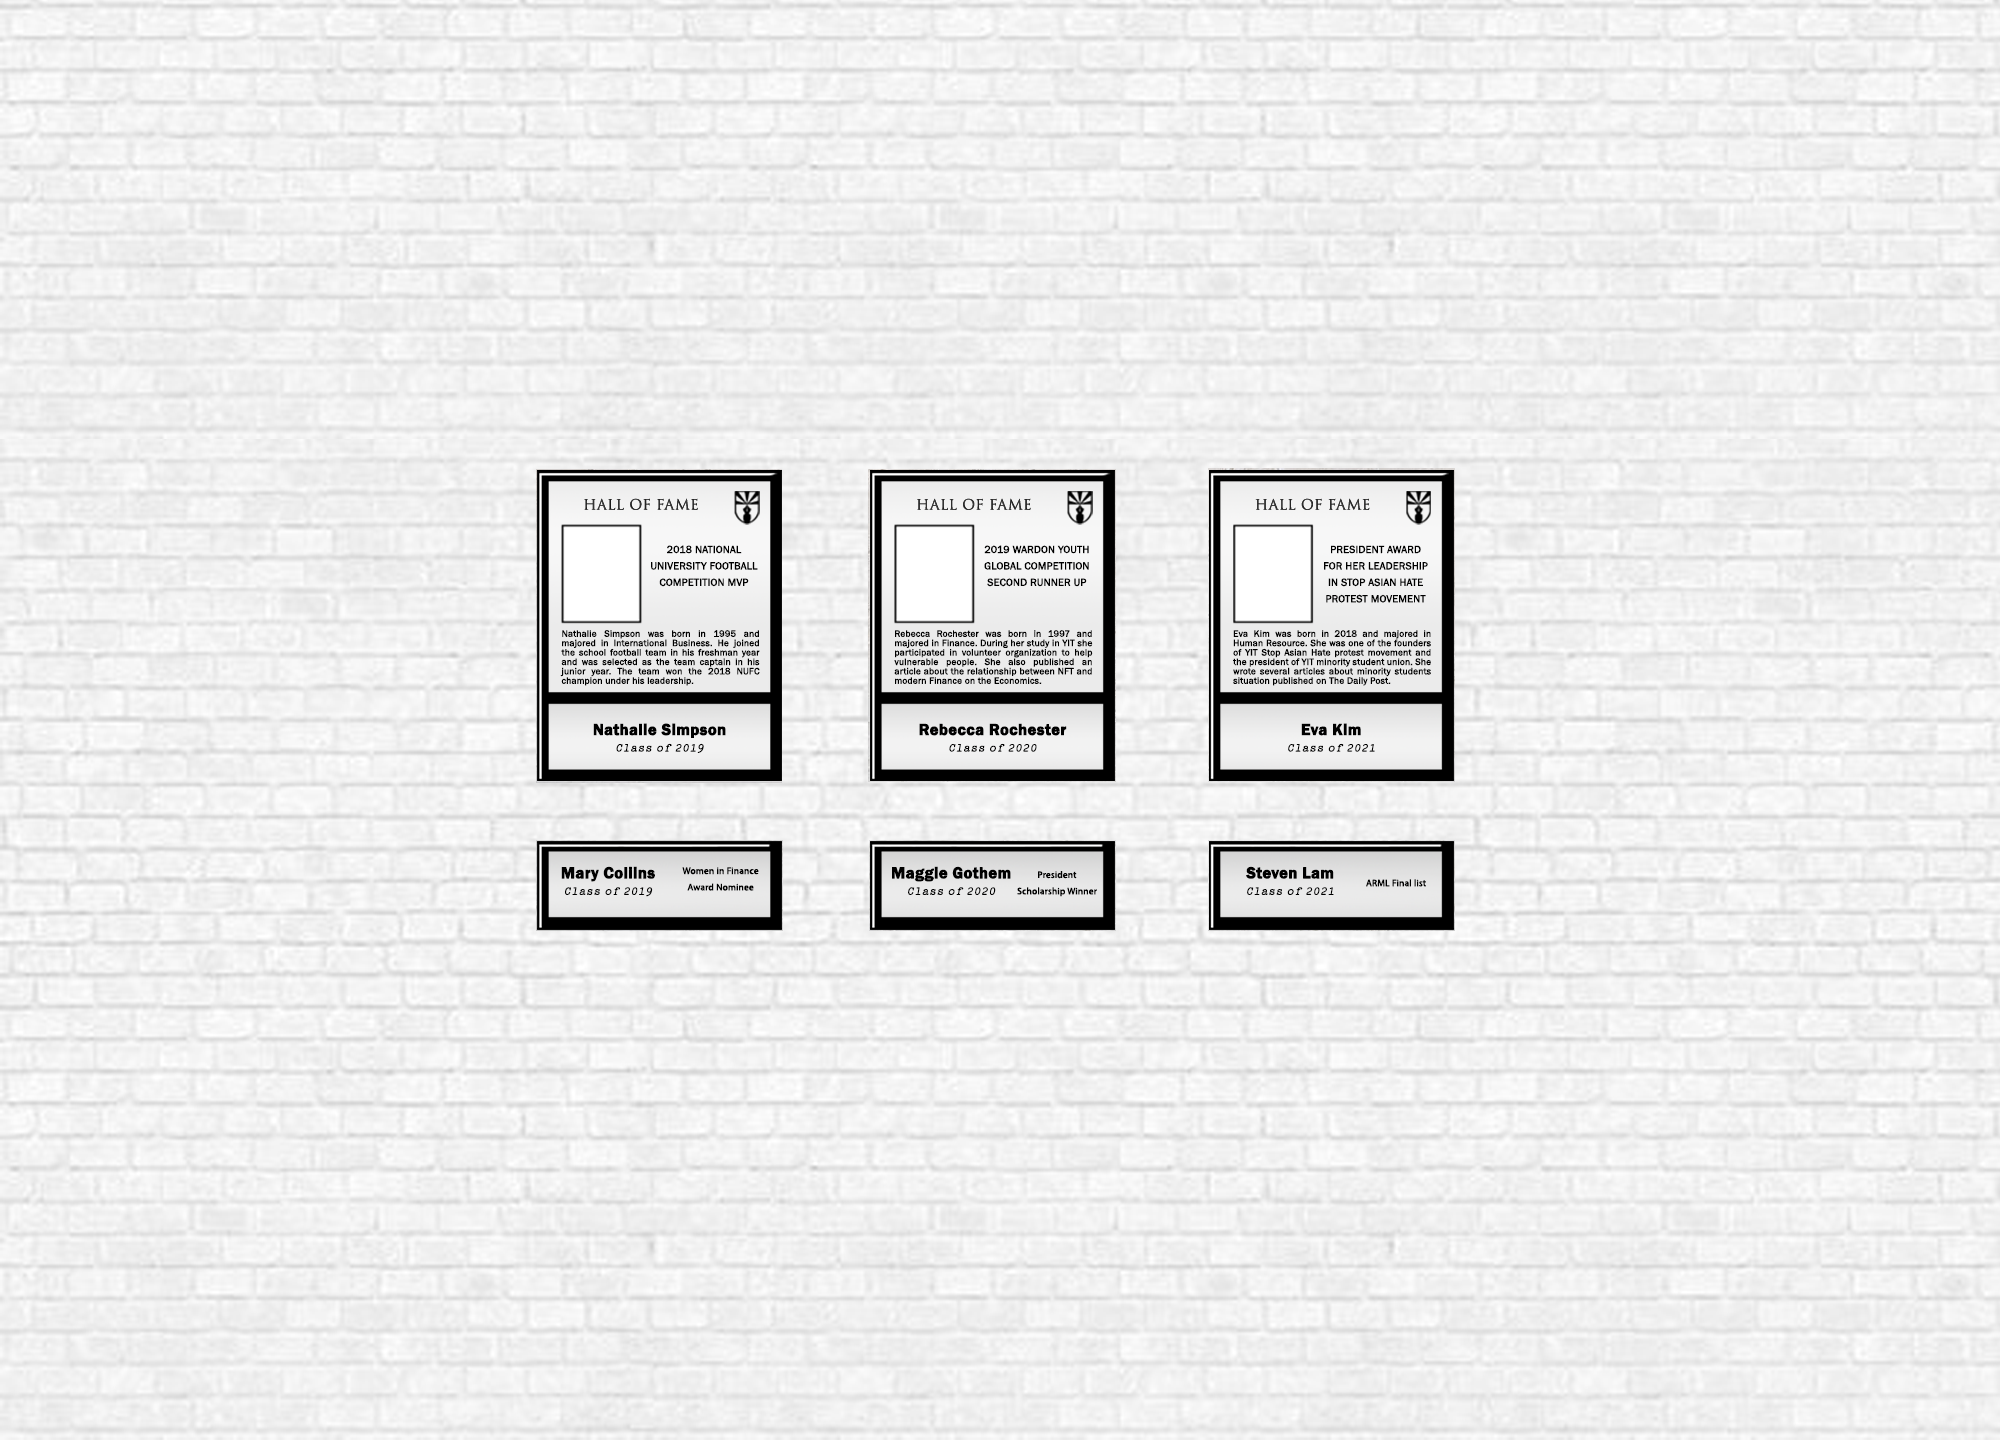 HALL OF FAME
2018 NATIONAL
UNIVERSITY FOOTBALL
COMPETITION MVP
Nathalie Simpson was born in 1995 and
majored in International Business. He joined
the school football team in his freshman year
and was selected as the team captain in his
junior year. The team won the 2018 NUFC
champion under his leadership.
Nathalie Simpson
Class of 2019
HALL OF FAME
2019 WARDON YOUTH
GLOBAL COMPETITION
SECOND RUNNER UP
Rebecca Rochester was born in 1997 and
majored in Finance. During her study in YIT she
participated in volunteer organization to help
vulnerable people. She also published an
article about the relationship between NFT and
modern Finance on the Economics.
Rebecca Rochester
Class of 2020
HALL OF FAME
PRESIDENT AWARD
FOR HER LEADERSHIP
IN STOP ASIAN HATE
PROTEST MOVEMENT
Eva Kim was born in 2018 and majored in
Human Resource. She was one of the founders
of YIT Stop Asian Hate protest movement and
the president of YIT minority student union. She
wrote several articles about minority students
situation published on The Daily Post.
Eva Kim
Class of 2021
Mary Collins
Class of 2019
Women in Finance
Award Nominee
Maggie Gothem
Class of 2020
President
Scholarship Winner
Steven Lam
Class of 2021
ARML Final list